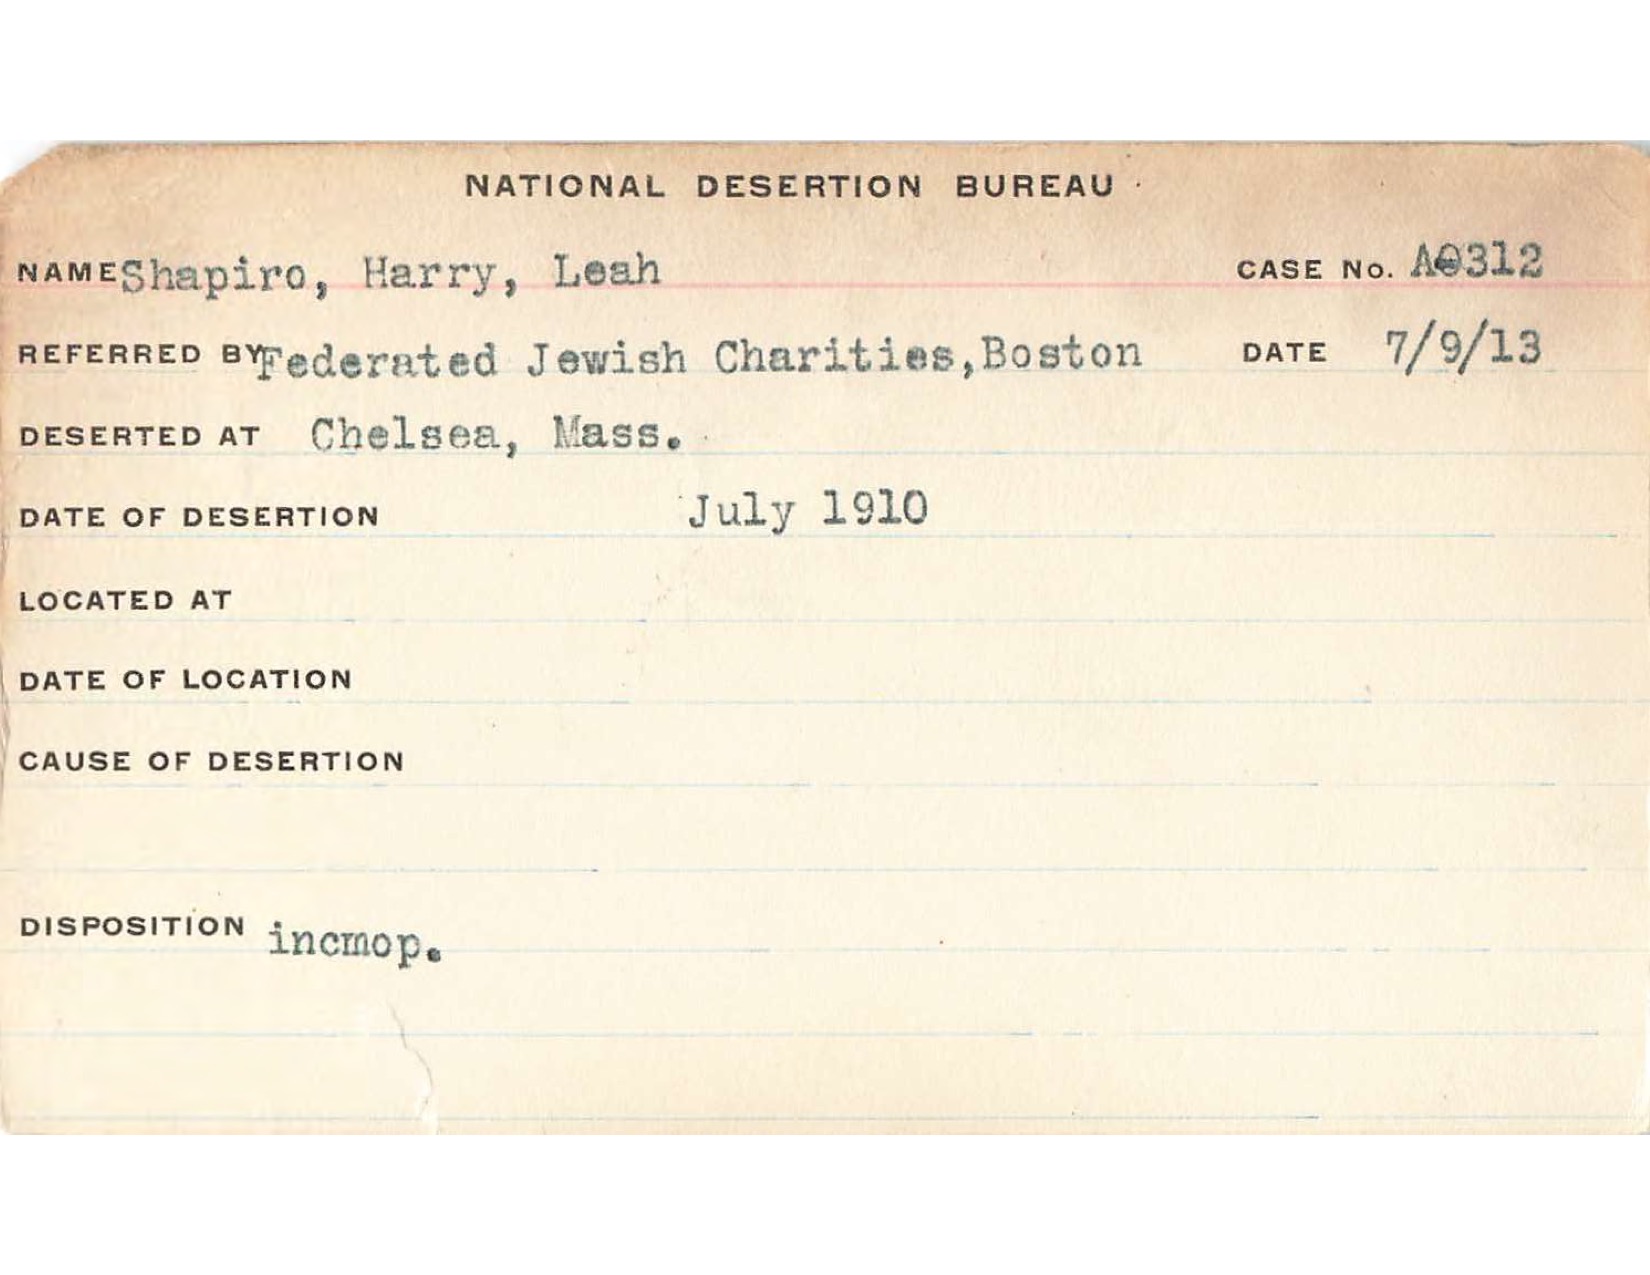 NATIONAL DESERTION BUREAU
NAME Shapiro, Harry, Leah CASE No. A0312
REFERRED BY Federated Jewish Charities, Boston DATE 7/9/13
DESERTED AT Chelsea, Mass.
DATE OF DESERTION July 1910
LOCATED AT
DATE OF LOCATION
CAUSE OF DESERTION
DISPOSITION incmop.